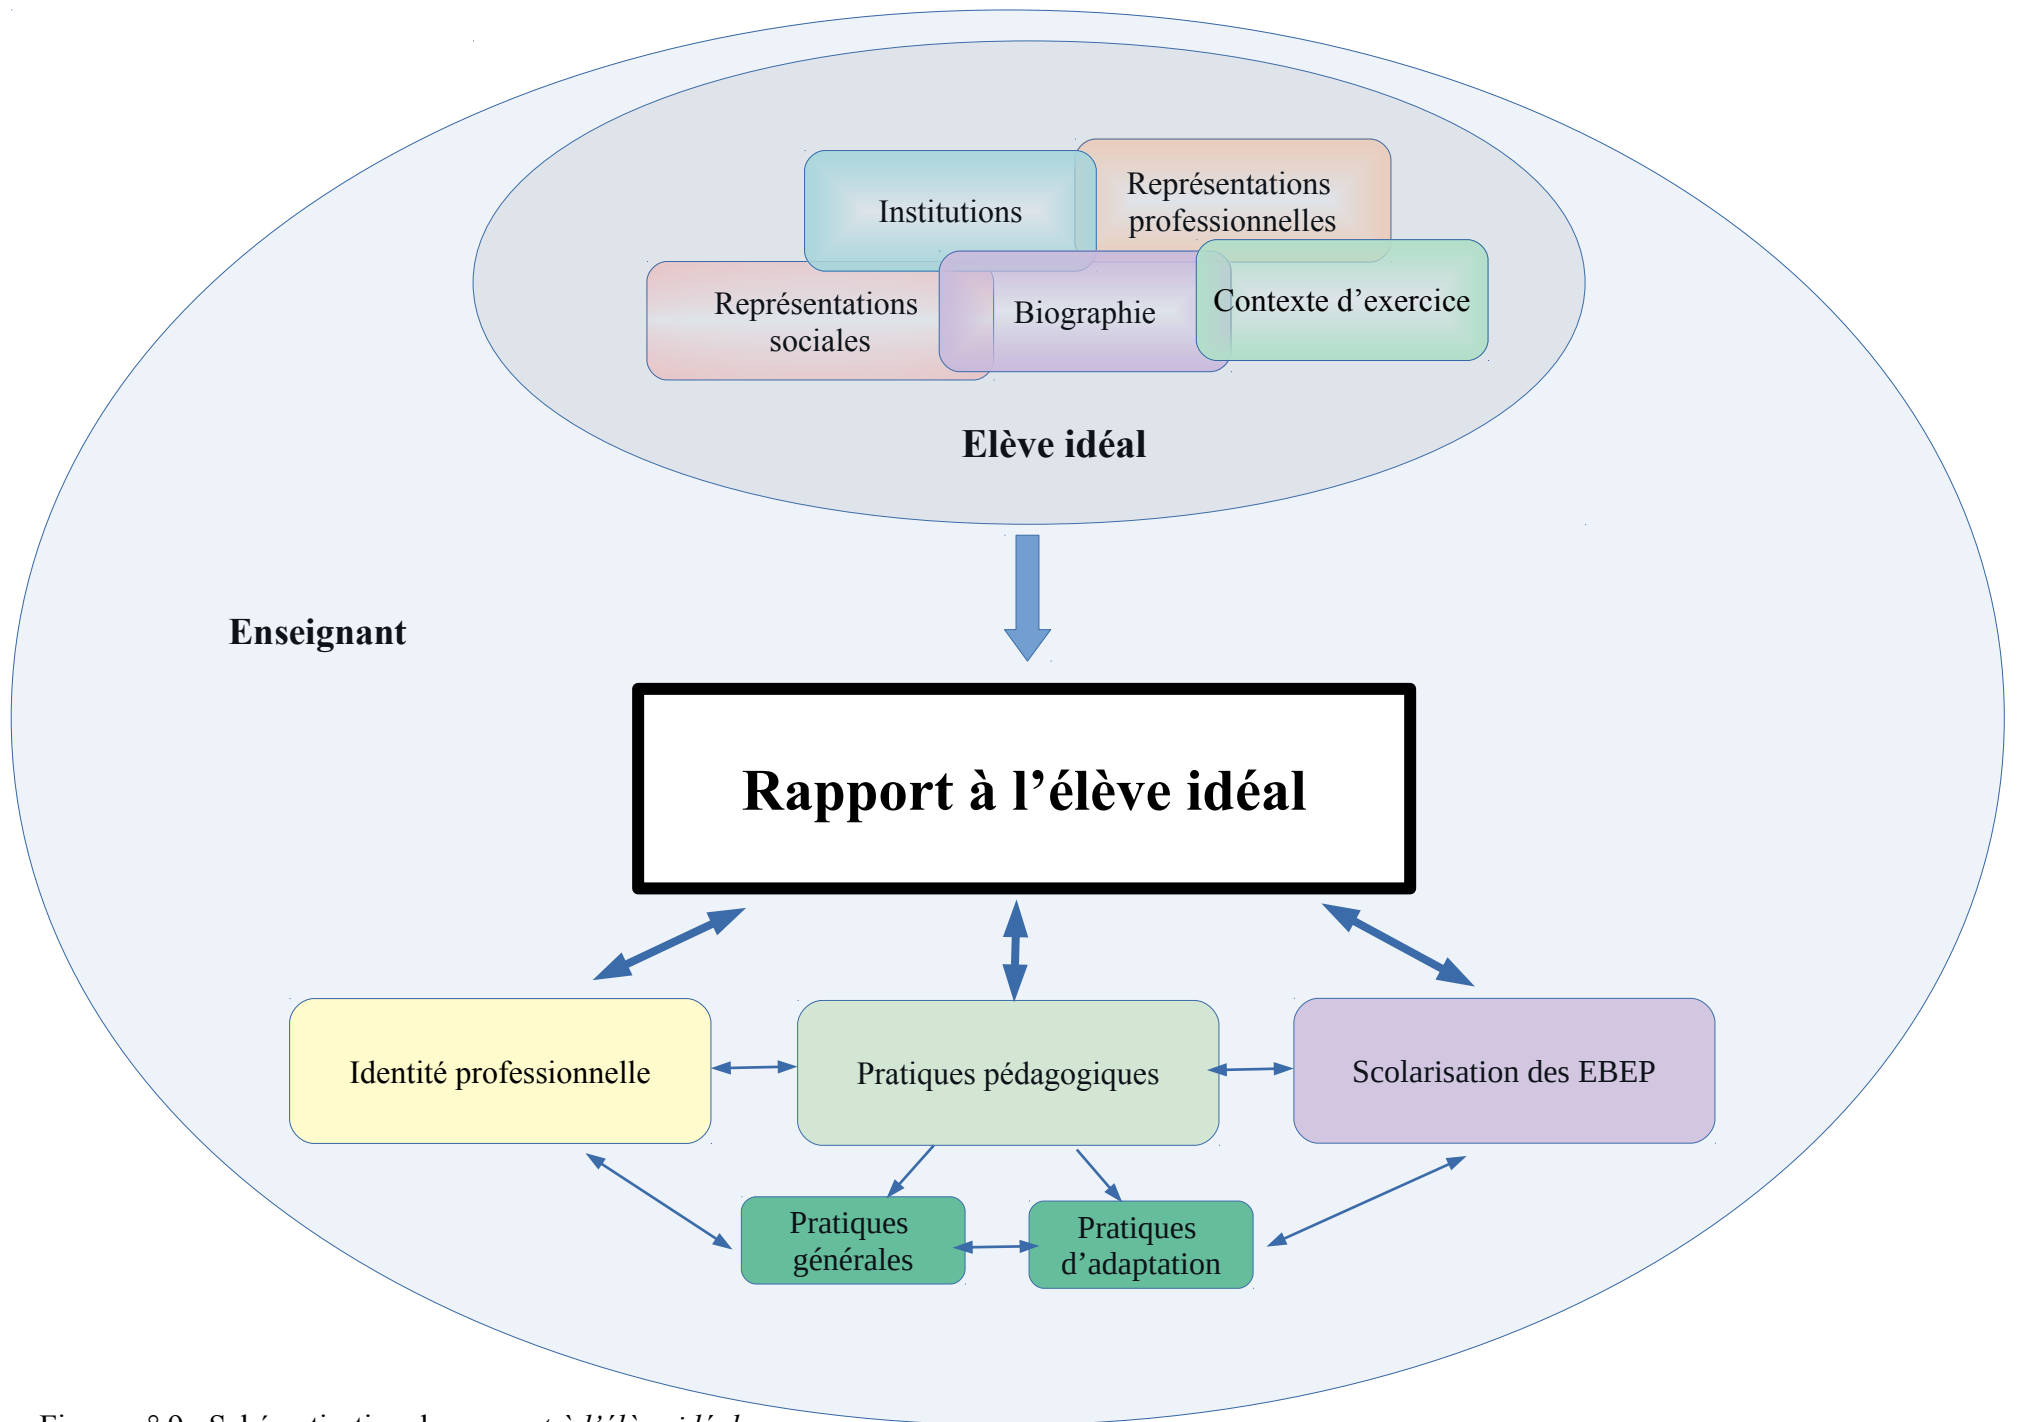 Institutions
Représentations
professionnelles
Représentations
sociales
Biographie
Contexte d’exercice
Elève idéal
Enseignant
Rapport à l’élève idéal
Identité professionnelle
Pratiques pédagogiques
Scolarisation des EBEP
Pratiques
générales
Pratiques
d’adaptation